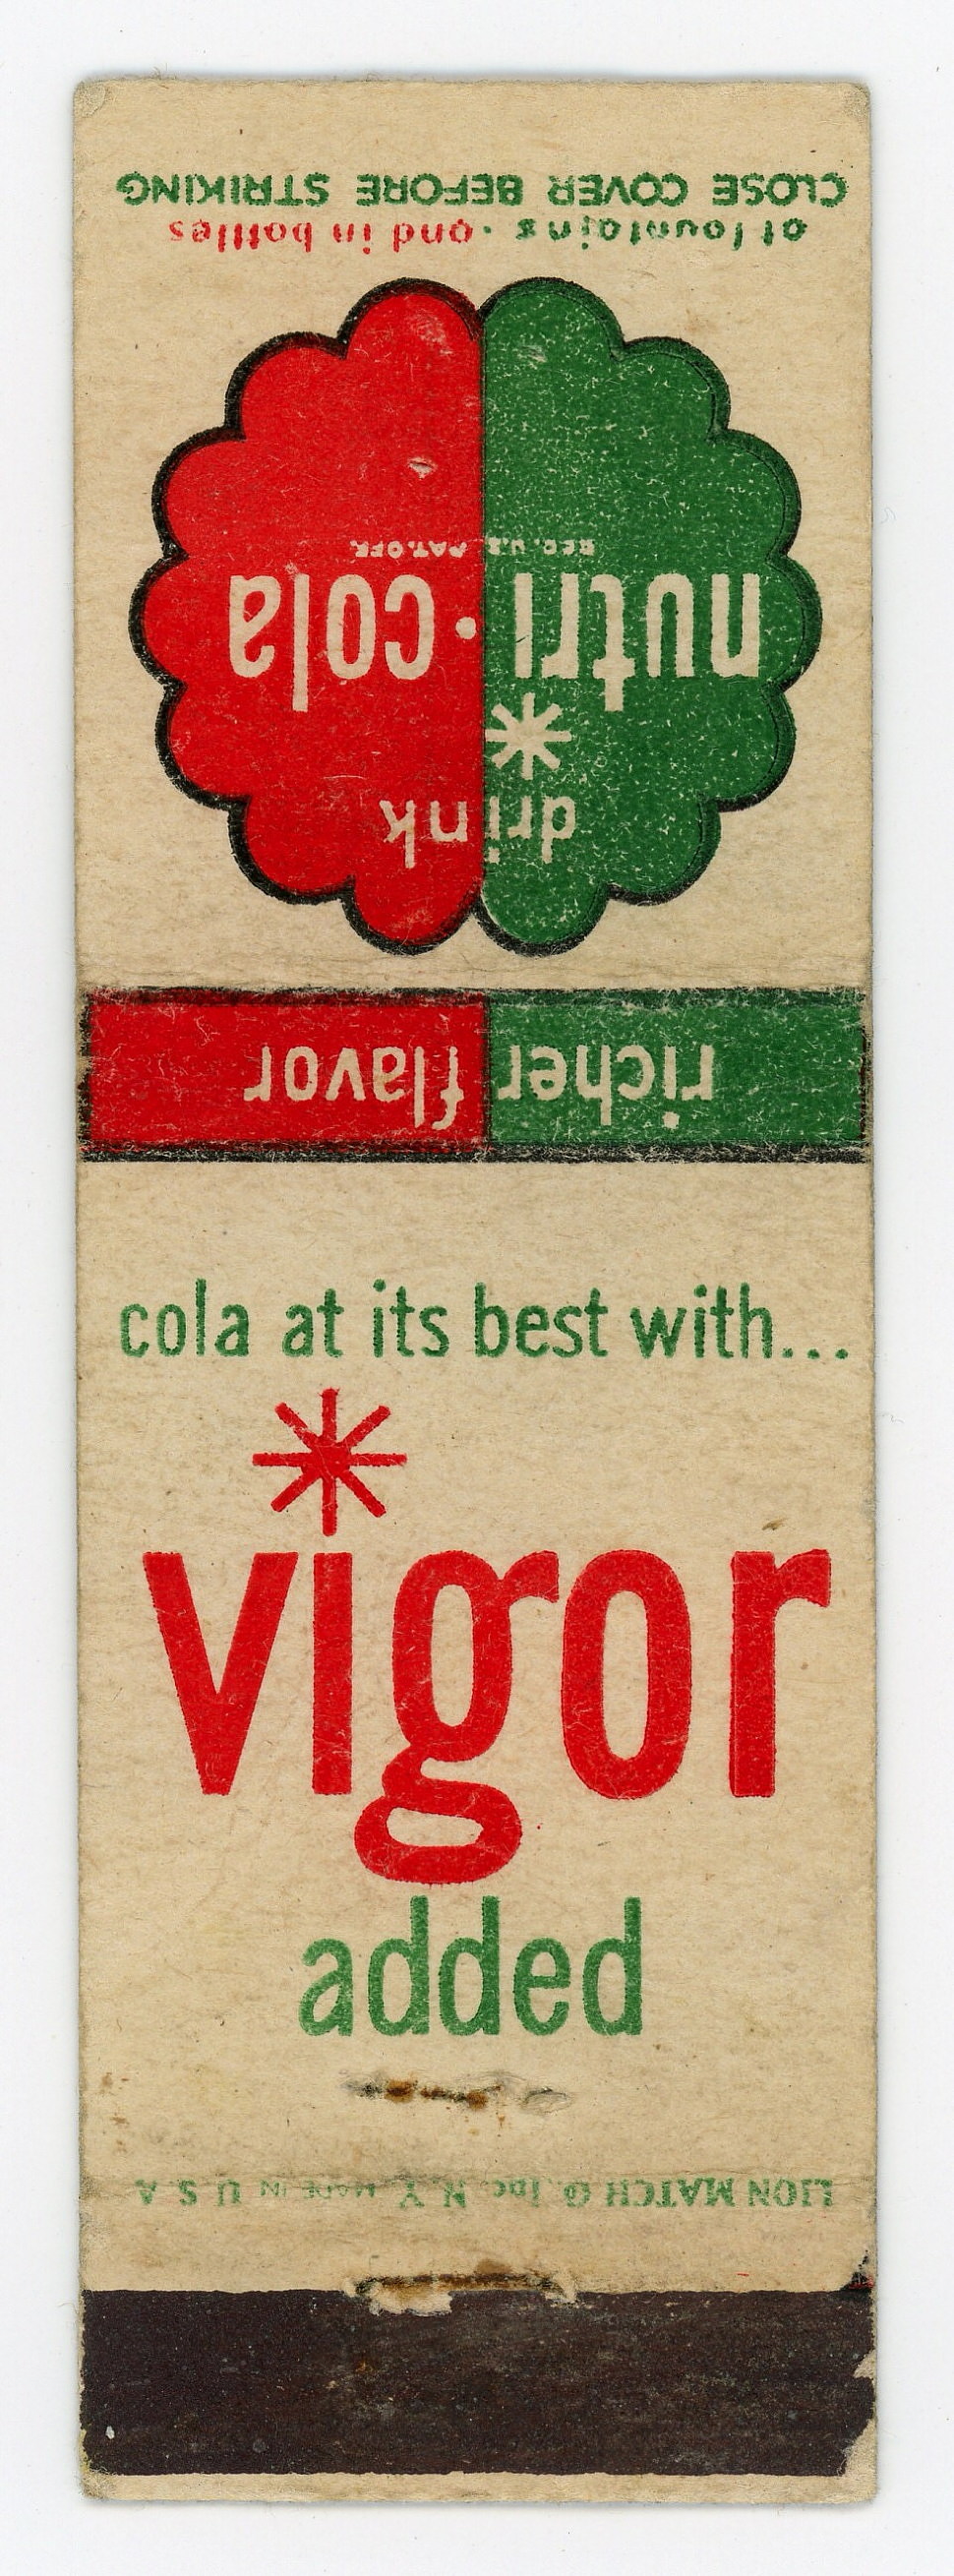 CLOSE COVER BEFORE STRIKING
at fountains · and in bottles
drink
nutri · cola
REG. U.S. PAT. OFF.
richer flavor
cola at its best with...
vigor
added
LION MATCH Co. Inc. N. Y. MADE IN U S A